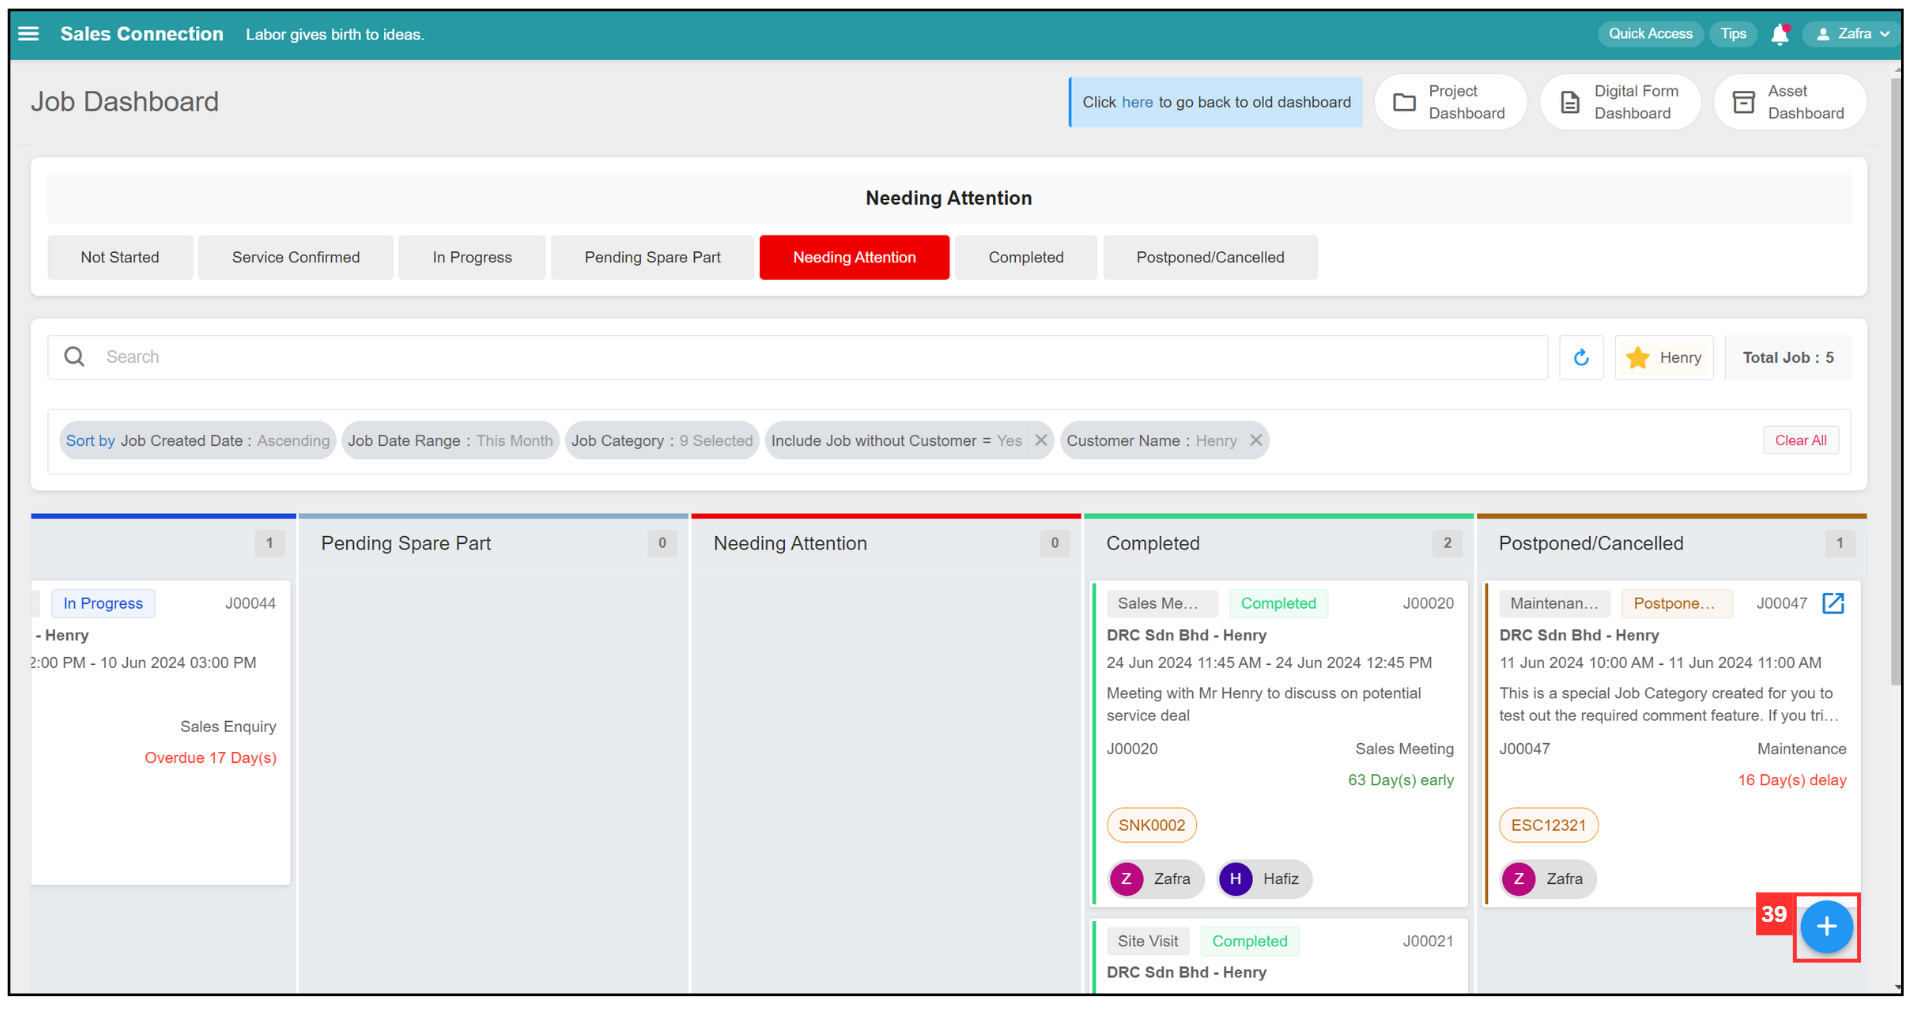 Sales Connection Labor gives birth to ideas. Quick Access Tips Zafra
Job Dashboard
Click here to go back to old dashboard
Project Dashboard
Digital Form Dashboard
Asset Dashboard
Needing Attention
Not Started Service Confirmed In Progress Pending Spare Part Needing Attention Completed Postponed/Cancelled
Search Henry Total Job : 5
Sort by Job Created Date : Ascending Job Date Range : This Month Job Category : 9 Selected Include Job without Customer = Yes Customer Name : Henry Clear All
1
In Progress J00044
- Henry
2:00 PM - 10 Jun 2024 03:00 PM
Sales Enquiry
Overdue 17 Day(s)
Pending Spare Part 0
Needing Attention 0
Completed 2
Sales Me... Completed J00020
DRC Sdn Bhd - Henry
24 Jun 2024 11:45 AM - 24 Jun 2024 12:45 PM
Meeting with Mr Henry to discuss on potential
service deal
J00020 Sales Meeting
63 Day(s) early
SNK0002
Z Zafra H Hafiz
Site Visit Completed J00021
DRC Sdn Bhd - Henry
Postponed/Cancelled 1
Maintenan... Postpone... J00047
DRC Sdn Bhd - Henry
11 Jun 2024 10:00 AM - 11 Jun 2024 11:00 AM
This is a special Job Category created for you to
test out the required comment feature. If you tri...
J00047 Maintenance
16 Day(s) delay
ESC12321
Z Zafra
39